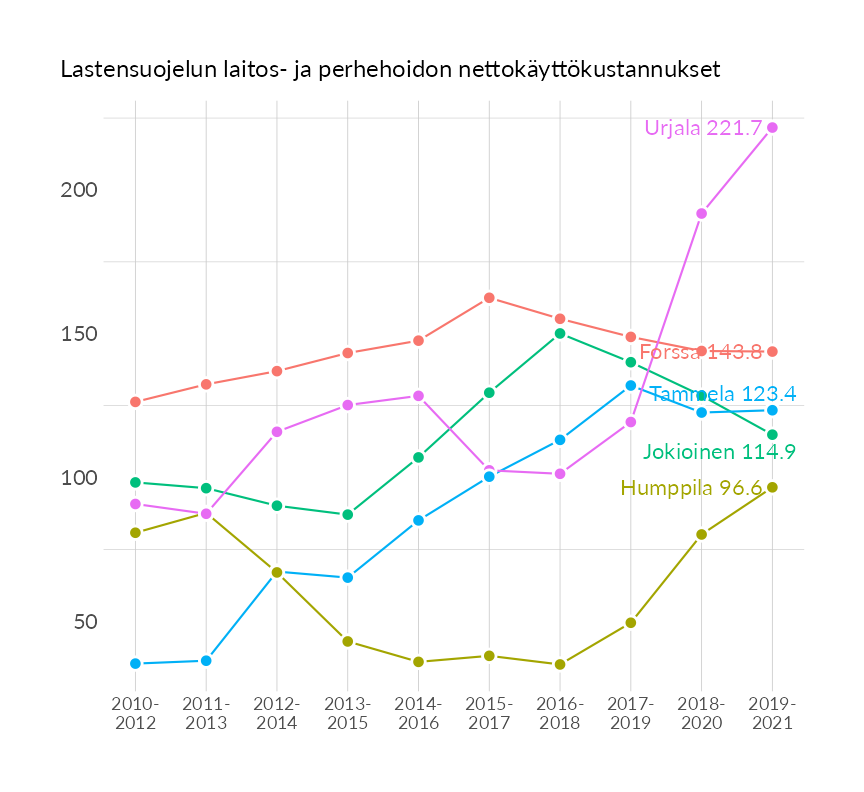 Lastensuojelun laitos- ja perhehoidon nettokäyttökustannukset
Urjala 221.7
200
150
Forssa 143.8
Tammela 123.4
Jokioinen 114.9
100
Humppila 96.6
50
2010- 2011- 2012- 2013- 2014- 2015- 2016- 2017- 2018- 2019-
2012 2013 2014 2015 2016 2017 2018 2019 2020 2021